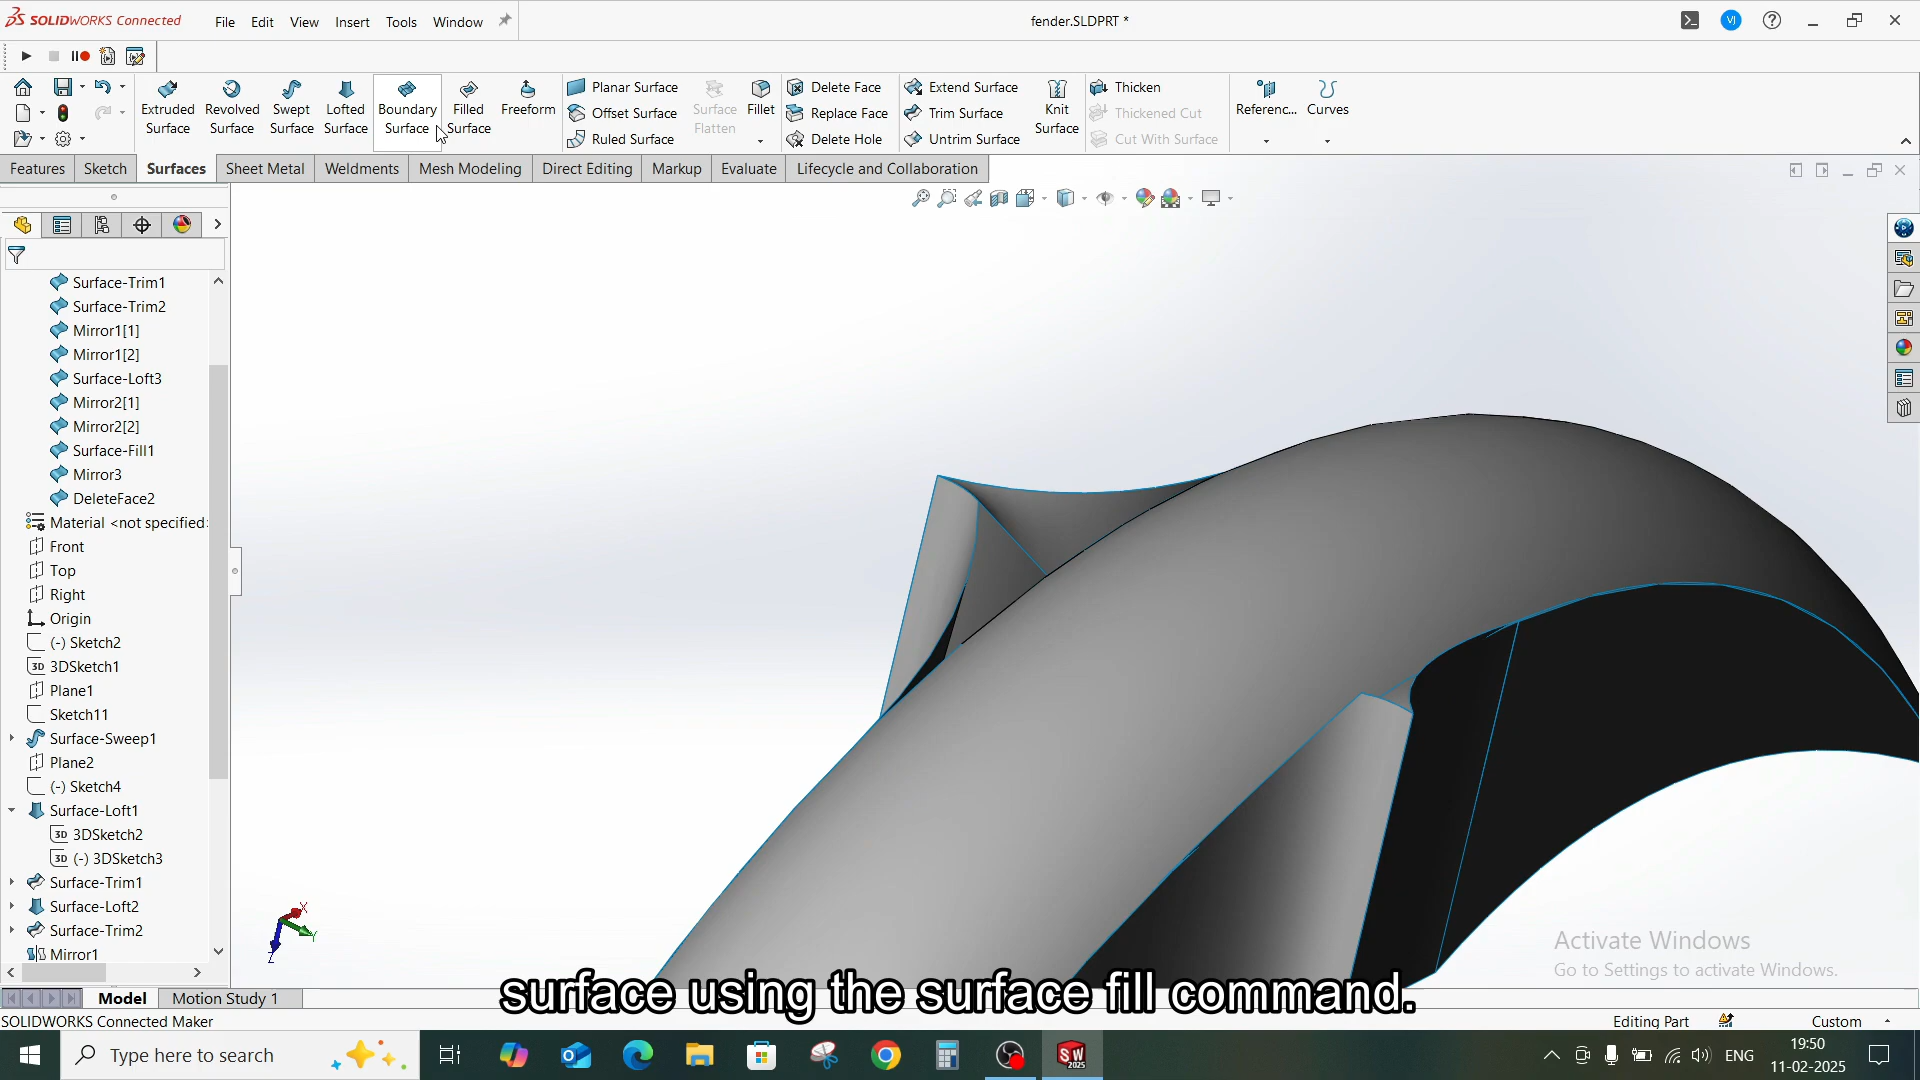 SOLIDWORKS Connected
File Edit View Insert Tools Window
fender.SLDPRT *
VJ
Extruded Surface
Revolved Surface
Swept Surface
Lofted Surface
Boundary Surface
Filled Surface
Freeform
Planar Surface
Offset Surface
Ruled Surface
Surface Flatten
Fillet
Delete Face
Replace Face
Delete Hole
Extend Surface
Trim Surface
Untrim Surface
Knit Surface
Thicken
Thickened Cut
Cut With Surface
Referenc...
Curves
Features Sketch Surfaces Sheet Metal Weldments Mesh Modeling Direct Editing Markup Evaluate Lifecycle and Collaboration
Surface-Trim1
Surface-Trim2
Mirror1[1]
Mirror1[2]
Surface-Loft3
Mirror2[1]
Mirror2[2]
Surface-Fill1
Mirror3
DeleteFace2
Material <not specified>
Front
Top
Right
Origin
(-) Sketch2
3D 3DSketch1
Plane1
Sketch11
Surface-Sweep1
Plane2
(-) Sketch4
Surface-Loft1
3D 3DSketch2
3D (-) 3DSketch3
Surface-Trim1
Surface-Loft2
Surface-Trim2
Mirror1
X
Y
Z
Activate Windows
Go to Settings to activate Windows.
surface using the surface fill command.
Model Motion Study 1
SOLIDWORKS Connected Maker
Editing Part
Custom
Type here to search
SW 2025
ENG
19:50
11-02-2025